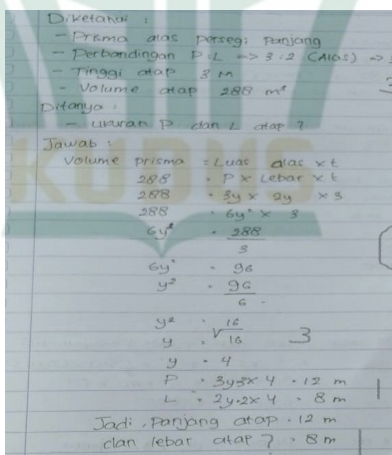 Diketahui :
- Prisma alas persegi panjang
- Perbandingan P:L => 3:2 (Alas) =>
- Tinggi atap 3 m
- Volume atap 288 m³
Ditanya :
- Ukuran P dan L atap ?
Jawab :
Volume prisma = Luas alas x t
288 = P x Lebar x t
288 = 3y x 2y x 3
288 = 6y² x 3
6y² = 288
3
6y² = 96
y² = 96
6
y² = 16
y = √16
3
y = 4
P = 3y 3x 4 = 12 m
L = 2y = 2x 4 = 8 m
Jadi, Panjang atap = 12 m
dan lebar atap ? = 8 m
KUDUS